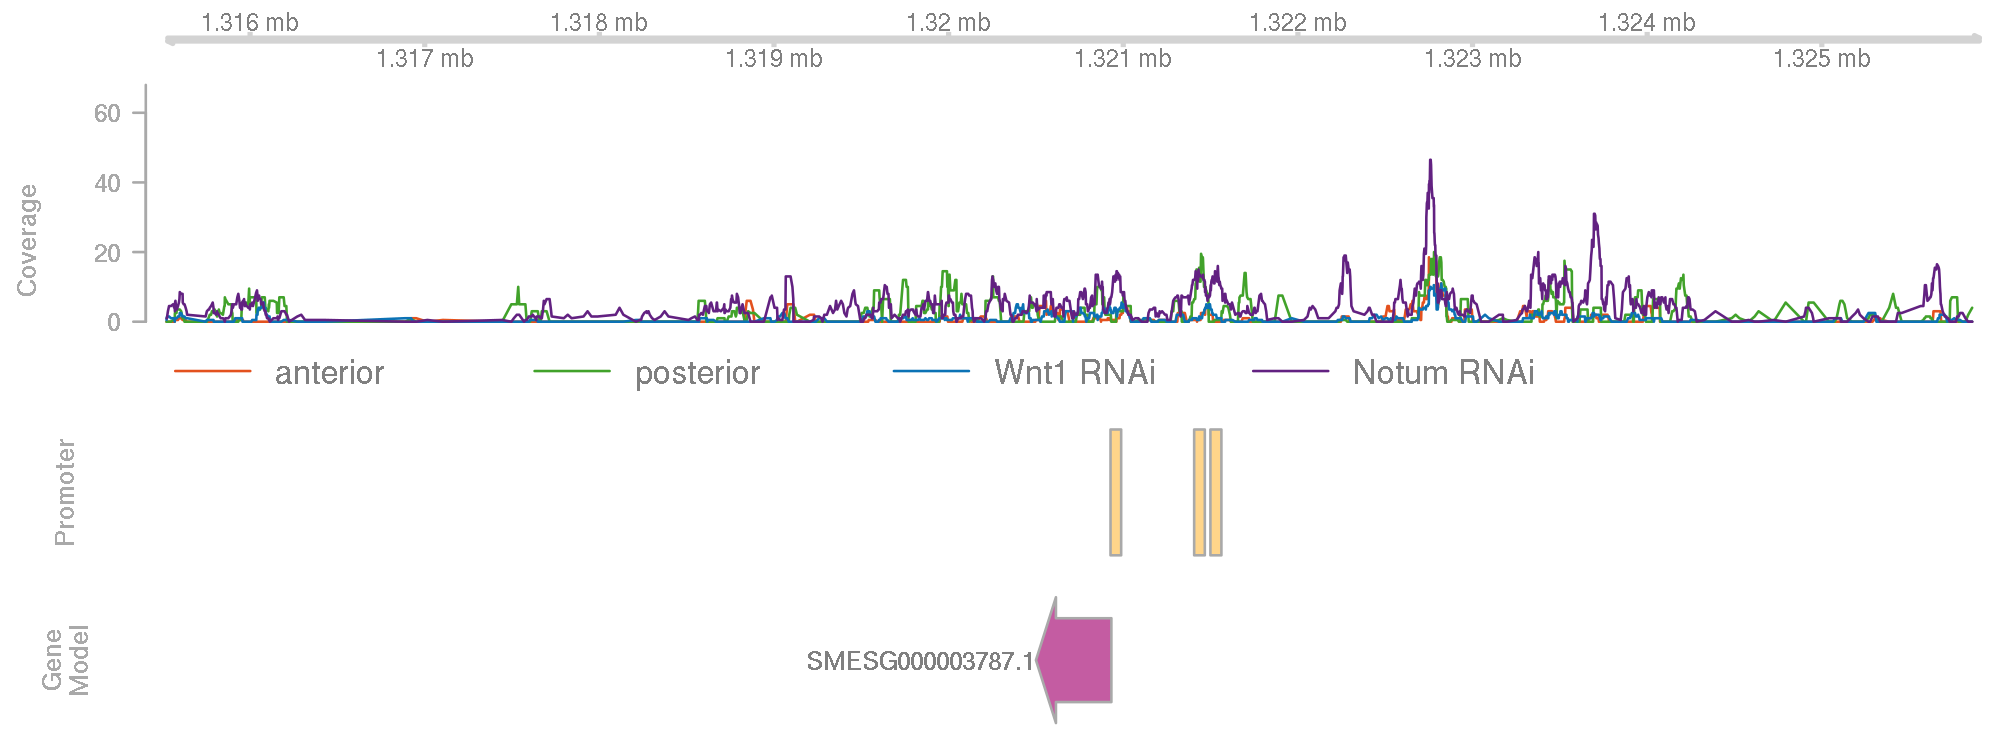 1.316 mb 1.318 mb 1.32 mb 1.322 mb 1.324 mb
1.317 mb 1.319 mb 1.321 mb 1.323 mb 1.325 mb
60
40
20
0
Coverage
anterior posterior Wnt1 RNAi Notum RNAi
Promoter
SMESG000003787.1
Gene
Model